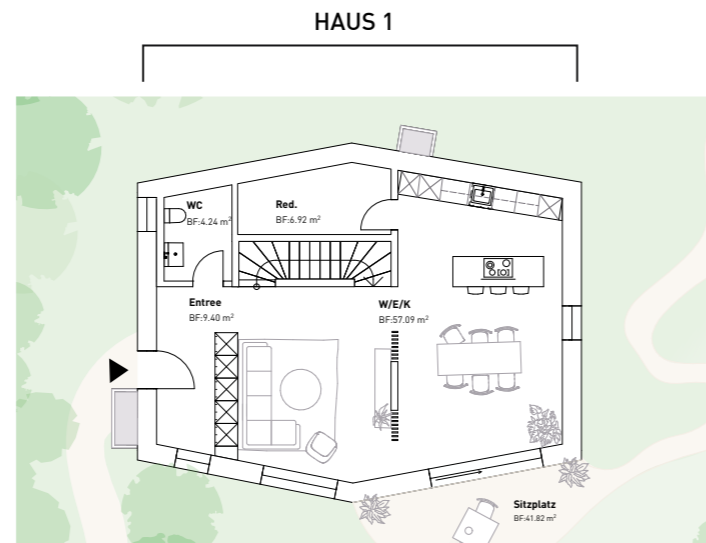 HAUS 1
WC
BF:4.24 m²
Red.
BF:6.92 m²
Entree
BF:9.40 m²
W/E/K
BF:57.09 m²
Sitzplatz
BF:41.82 m²